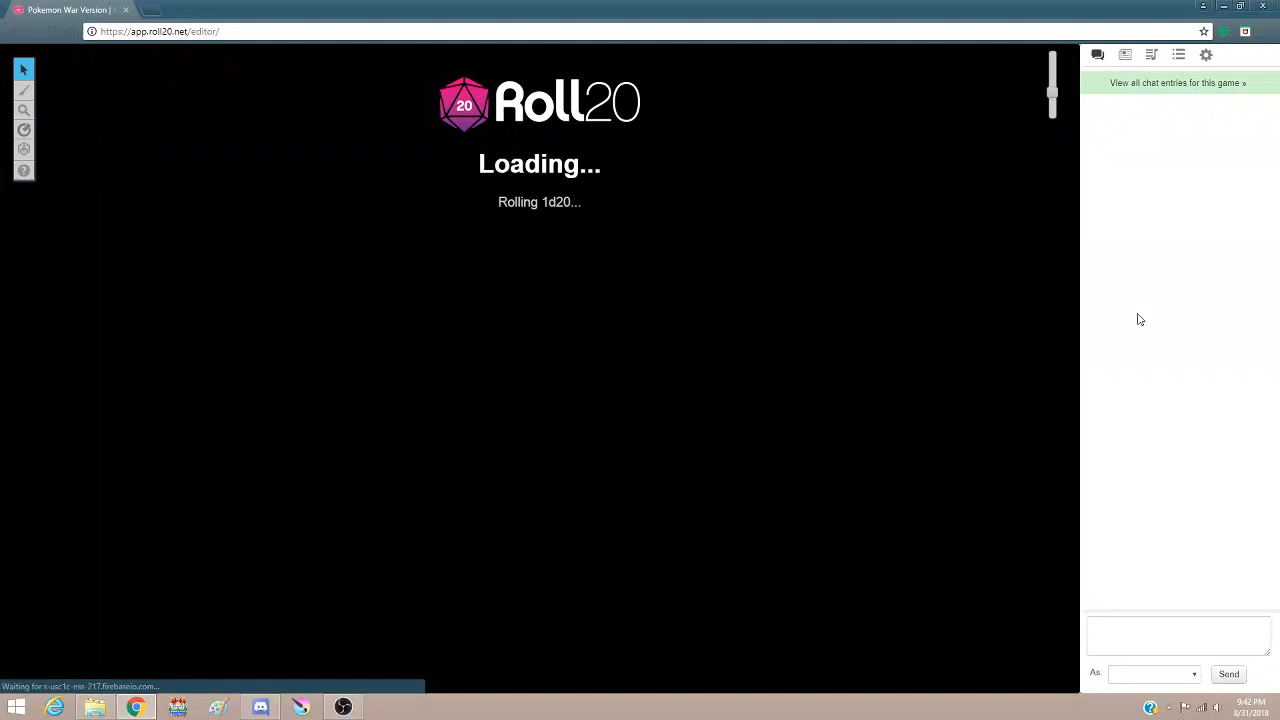 Pokemon War Version |
https://app.roll20.net/editor/
View all chat entries for this game »
20 Roll20
Loading...
Rolling 1d20...
As:
Send
Waiting for s-usc1c-nss-217.firebaseio.com...
9:42 PM
8/31/2018